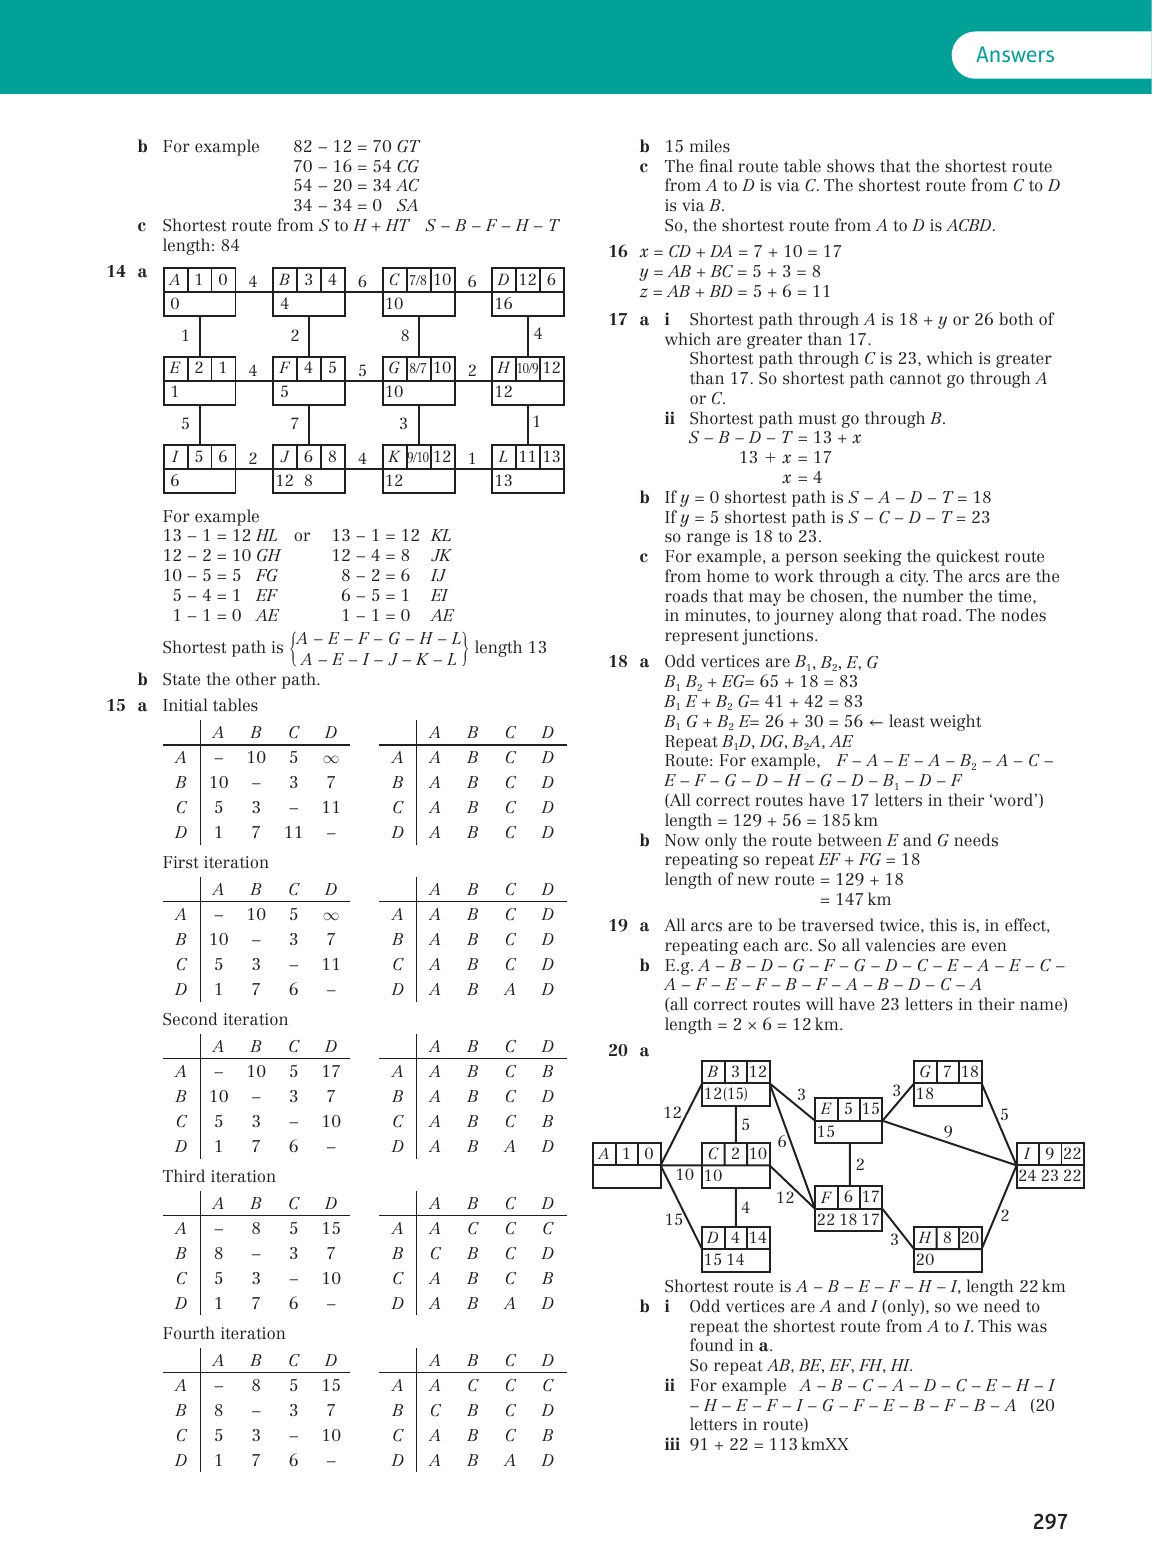 Answers
b For example 82 – 12 = 70 GT
70 – 16 = 54 CG
54 – 20 = 34 AC
34 – 34 = 0 SA
c Shortest route from S to H + HT S – B – F – H – T
length: 84
14 a
A 1 0 4 B 3 4 6 C 7/8 10 6 D 12 6
0 4 10 16
1 2 8 4
E 2 1 4 F 4 5 5 G 8/7 10 2 H 10/9 12
1 5 10 12
5 7 3 1
I 5 6 2 J 6 8 4 K 9/10 12 1 L 11 13
6 12 8 12 13
For example
13 – 1 = 12 HL or 13 – 1 = 12 KL
12 – 2 = 10 GH 12 – 4 = 8 JK
10 – 5 = 5 FG 8 – 2 = 6 IJ
5 – 4 = 1 EF 6 – 5 = 1 EI
1 – 1 = 0 AE 1 – 1 = 0 AE
Shortest path is {A – E – F – G – H – L
A – E – I – J – K – L} length 13
b State the other path.
15 a Initial tables
A B C D A B C D
A – 10 5 ∞ A A B C D
B 10 – 3 7 B A B C D
C 5 3 – 11 C A B C D
D 1 7 11 – D A B C D
First iteration
A B C D A B C D
A – 10 5 ∞ A A B C D
B 10 – 3 7 B A B C D
C 5 3 – 11 C A B C D
D 1 7 6 – D A B A D
Second iteration
A B C D A B C D
A – 10 5 17 A A B C B
B 10 – 3 7 B A B C D
C 5 3 – 10 C A B C B
D 1 7 6 – D A B A D
Third iteration
A B C D A B C D
A – 8 5 15 A A C C C
B 8 – 3 7 B C B C D
C 5 3 – 10 C A B C B
D 1 7 6 – D A B A D
Fourth iteration
A B C D A B C D
A – 8 5 15 A A C C C
B 8 – 3 7 B C B C D
C 5 3 – 10 C A B C B
D 1 7 6 – D A B A D
b 15 miles
c The final route table shows that the shortest route
from A to D is via C. The shortest route from C to D
is via B.
So, the shortest route from A to D is ACBD.
16 x = CD + DA = 7 + 10 = 17
y = AB + BC = 5 + 3 = 8
z = AB + BD = 5 + 6 = 11
17 a i Shortest path through A is 18 + y or 26 both of
which are greater than 17.
Shortest path through C is 23, which is greater
than 17. So shortest path cannot go through A
or C.
ii Shortest path must go through B.
S – B – D – T = 13 + x
13 + x = 17
x = 4
b If y = 0 shortest path is S – A – D – T = 18
If y = 5 shortest path is S – C – D – T = 23
so range is 18 to 23.
c For example, a person seeking the quickest route
from home to work through a city. The arcs are the
roads that may be chosen, the number the time,
in minutes, to journey along that road. The nodes
represent junctions.
18 a Odd vertices are B₁, B₂, E, G
B₁ B₂ + EG= 65 + 18 = 83
B₁ E + B₂ G= 41 + 42 = 83
B₁ G + B₂ E= 26 + 30 = 56 ← least weight
Repeat B₁D, DG, B₂A, AE
Route: For example, F – A – E – A – B₂ – A – C –
E – F – G – D – H – G – D – B₁ – D – F
(All correct routes have 17 letters in their ‘word’)
length = 129 + 56 = 185 km
b Now only the route between E and G needs
repeating so repeat EF + FG = 18
length of new route = 129 + 18
= 147 km
19 a All arcs are to be traversed twice, this is, in effect,
repeating each arc. So all valencies are even
b E.g. A – B – D – G – F – G – D – C – E – A – E – C –
A – F – E – F – B – F – A – B – D – C – A
(all correct routes will have 23 letters in their name)
length = 2 × 6 = 12 km.
20 a
B 3 12 G 7 18
12(15) 3 E 5 15 3 18
12 5 15 9 5
6
A 1 0 C 2 10 I 9 22
10 10 2 24 23 22
12 F 6 17
15 4 22 18 17 2
D 4 14 3 H 8 20
15 14 20
Shortest route is A – B – E – F – H – I, length 22 km
b i Odd vertices are A and I (only), so we need to
repeat the shortest route from A to I. This was
found in a.
So repeat AB, BE, EF, FH, HI.
ii For example A – B – C – A – D – C – E – H – I
– H – E – F – I – G – F – E – B – F – B – A (20
letters in route)
iii 91 + 22 = 113 kmXX
297